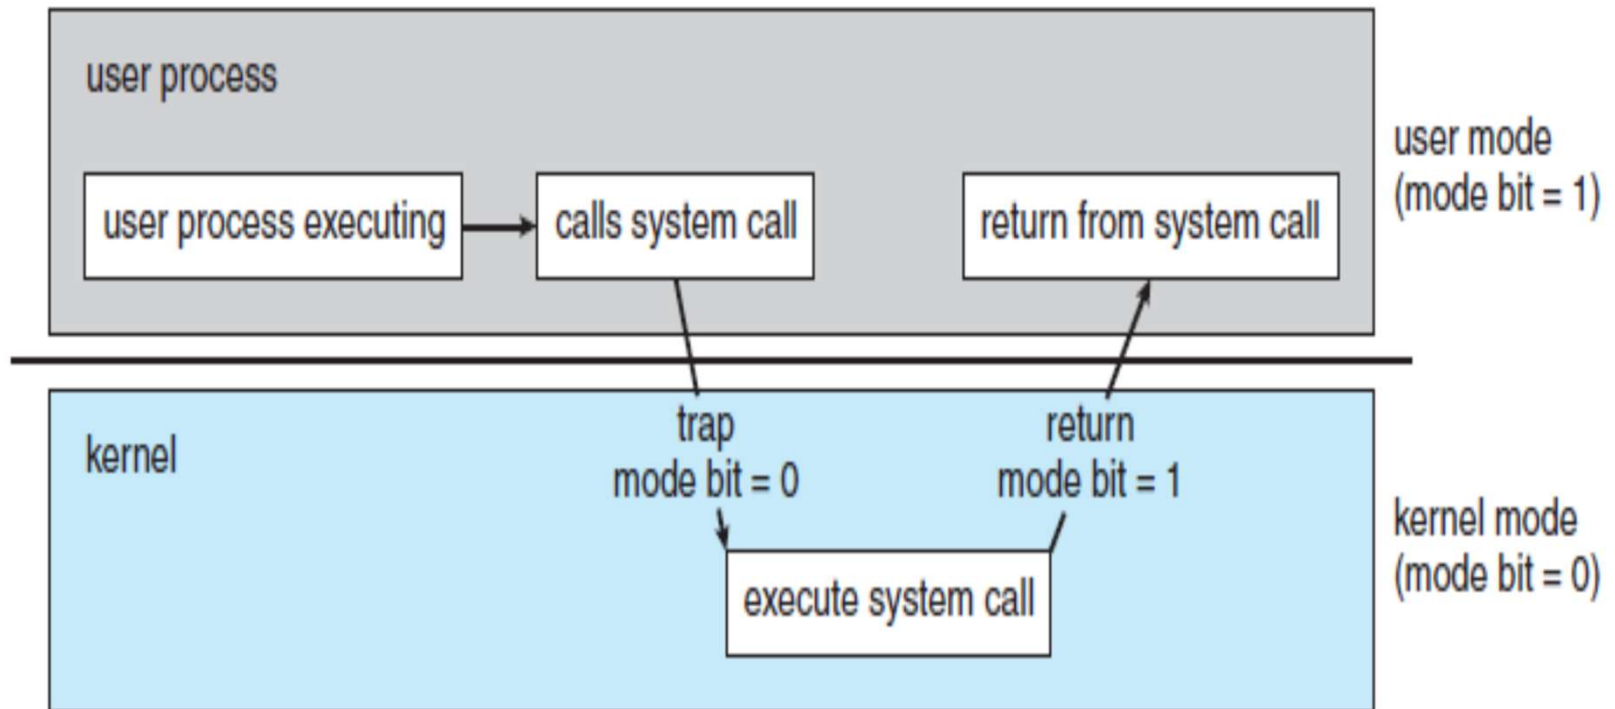 user process
user process executing
calls system call
return from system call
user mode
(mode bit = 1)
kernel
trap
mode bit = 0
return
mode bit = 1
execute system call
kernel mode
(mode bit = 0)